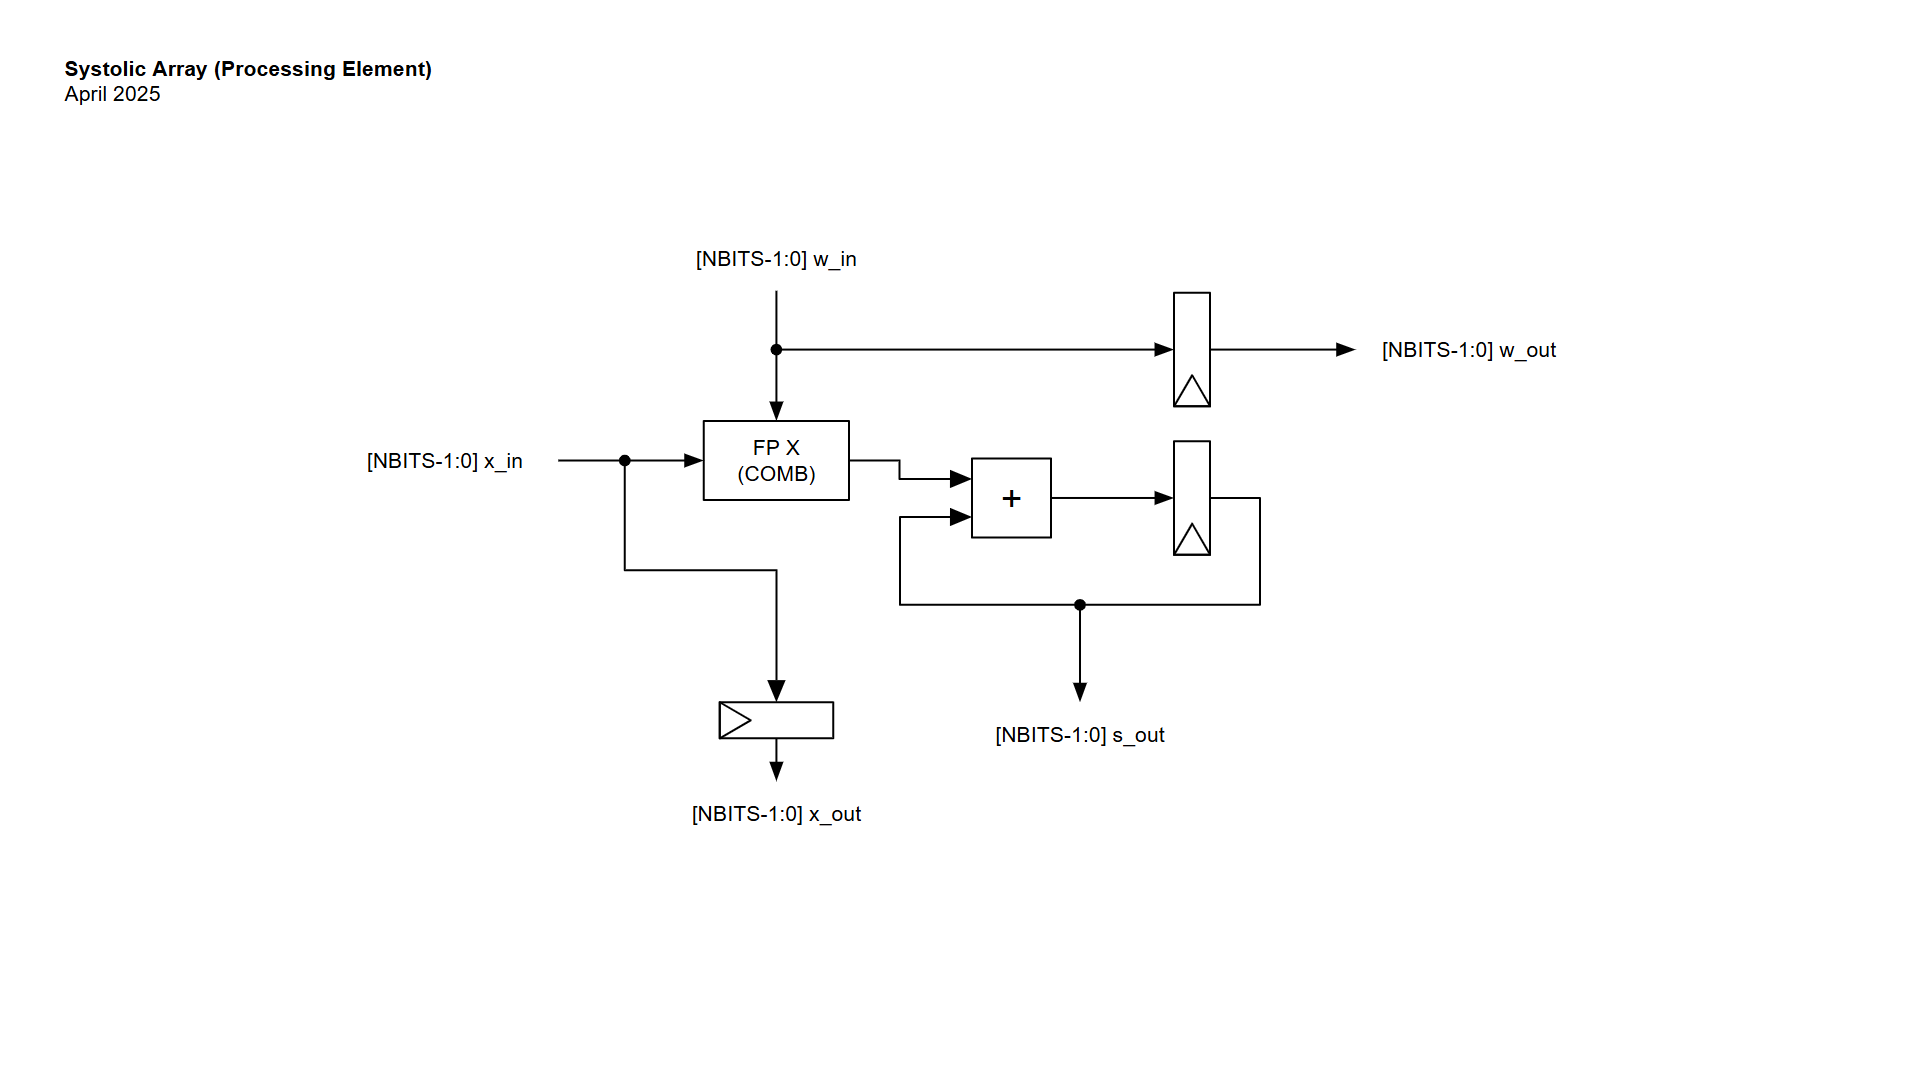 Systolic Array (Processing Element)
April 2025
[NBITS-1:0] w_in
[NBITS-1:0] w_out
[NBITS-1:0] x_in
FP X
(COMB)
+
[NBITS-1:0] s_out
[NBITS-1:0] x_out